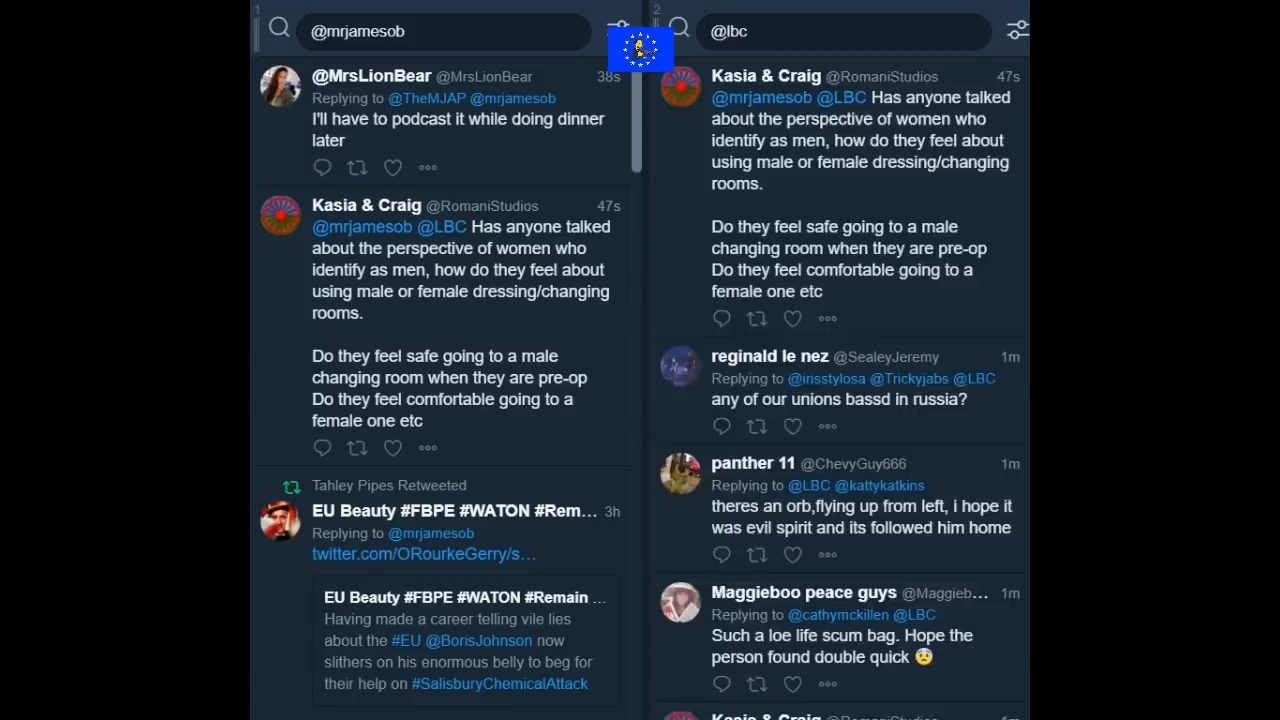 1
@mrjamesob
@MrsLionBear @MrsLionBear 38s
Replying to @TheMJAP @mrjamesob
I'll have to podcast it while doing dinner
later
Kasia & Craig @RomaniStudios 47s
@mrjamesob @LBC Has anyone talked
about the perspective of women who
identify as men, how do they feel about
using male or female dressing/changing
rooms.
Do they feel safe going to a male
changing room when they are pre-op
Do they feel comfortable going to a
female one etc
Tahley Pipes Retweeted
EU Beauty #FBPE #WATON #Rem... 3h
Replying to @mrjamesob
twitter.com/ORourkeGerry/s…
EU Beauty #FBPE #WATON #Remain ...
Having made a career telling vile lies
about the #EU @BorisJohnson now
slithers on his enormous belly to beg for
their help on #SalisburyChemicalAttack
2
@lbc
Kasia & Craig @RomaniStudios 47s
@mrjamesob @LBC Has anyone talked
about the perspective of women who
identify as men, how do they feel about
using male or female dressing/changing
rooms.
Do they feel safe going to a male
changing room when they are pre-op
Do they feel comfortable going to a
female one etc
reginald le nez @SealeyJeremy 1m
Replying to @irisstylosa @Trickyjabs @LBC
any of our unions bassd in russia?
panther 11 @ChevyGuy666 1m
Replying to @LBC @kattykatkins
theres an orb,flying up from left, i hope it
was evil spirit and its followed him home
Maggieboo peace guys @Maggieb... 1m
Replying to @cathymckillen @LBC
Such a loe life scum bag. Hope the
person found double quick 😰
Kasia & Craig @RomaniStudios 1m